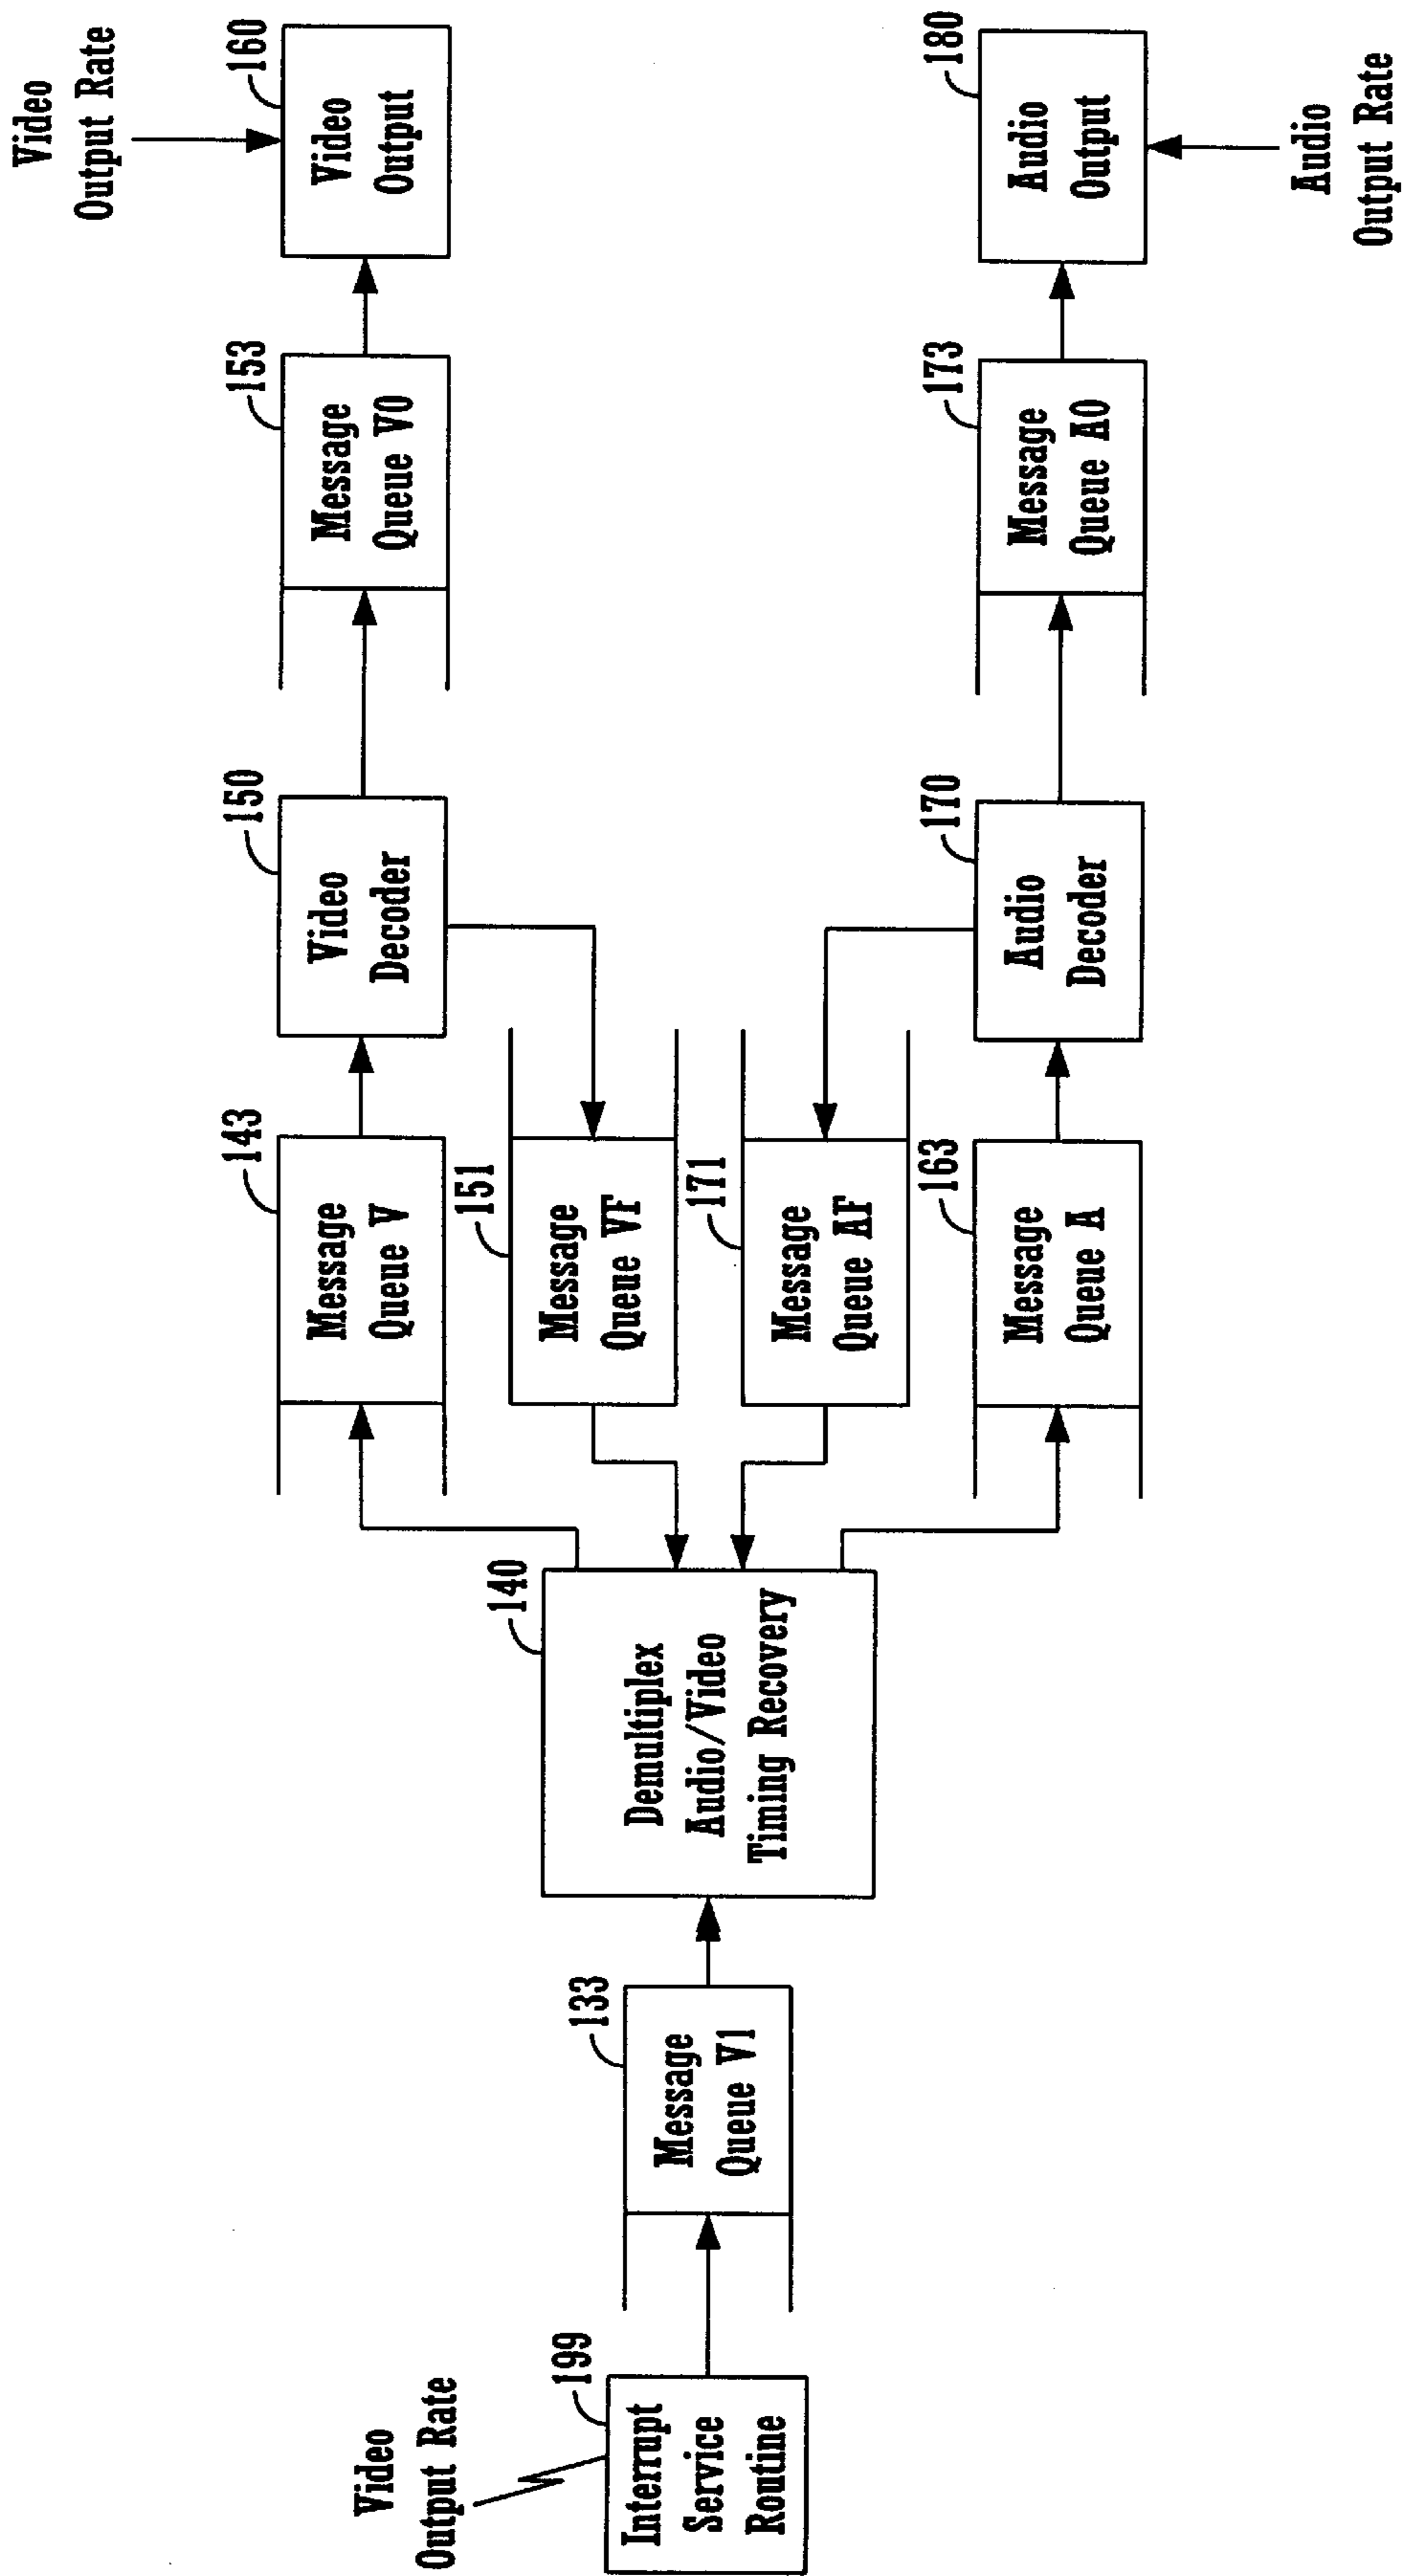 Video
Output Rate
199
Interrupt
Service
Routine
133
Message
Queue V1
140
Demultiplex
Audio/Video
Timing Recovery
143
Message
Queue V
150
Video
Decoder
153
Message
Queue V0
160
Video
Output
Video
Output Rate
151
Message
Queue VF
171
Message
Queue AF
163
Message
Queue A
170
Audio
Decoder
173
Message
Queue A0
180
Audio
Output
Audio
Output Rate